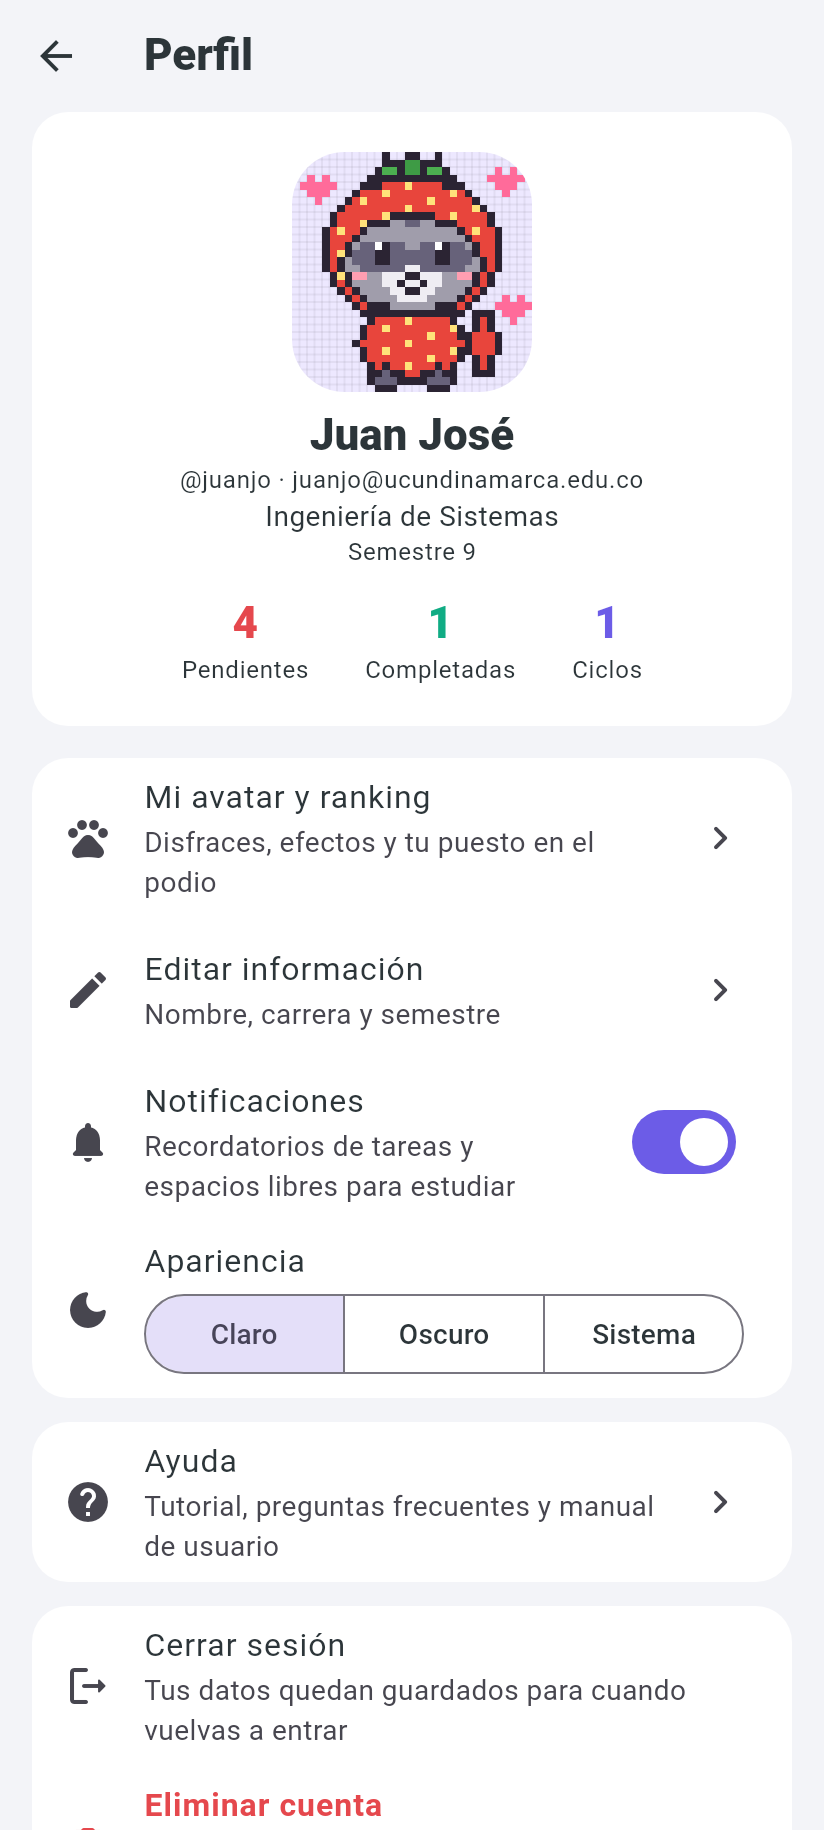 Perfil
Juan José
@juanjo · juanjo@ucundinamarca.edu.co
Ingeniería de Sistemas
Semestre 9
4
Pendientes
1
Completadas
1
Ciclos
Mi avatar y ranking
Disfraces, efectos y tu puesto en el
podio
Editar información
Nombre, carrera y semestre
Notificaciones
Recordatorios de tareas y
espacios libres para estudiar
Apariencia
Claro
Oscuro
Sistema
Ayuda
Tutorial, preguntas frecuentes y manual
de usuario
Cerrar sesión
Tus datos quedan guardados para cuando
vuelvas a entrar
Eliminar cuenta